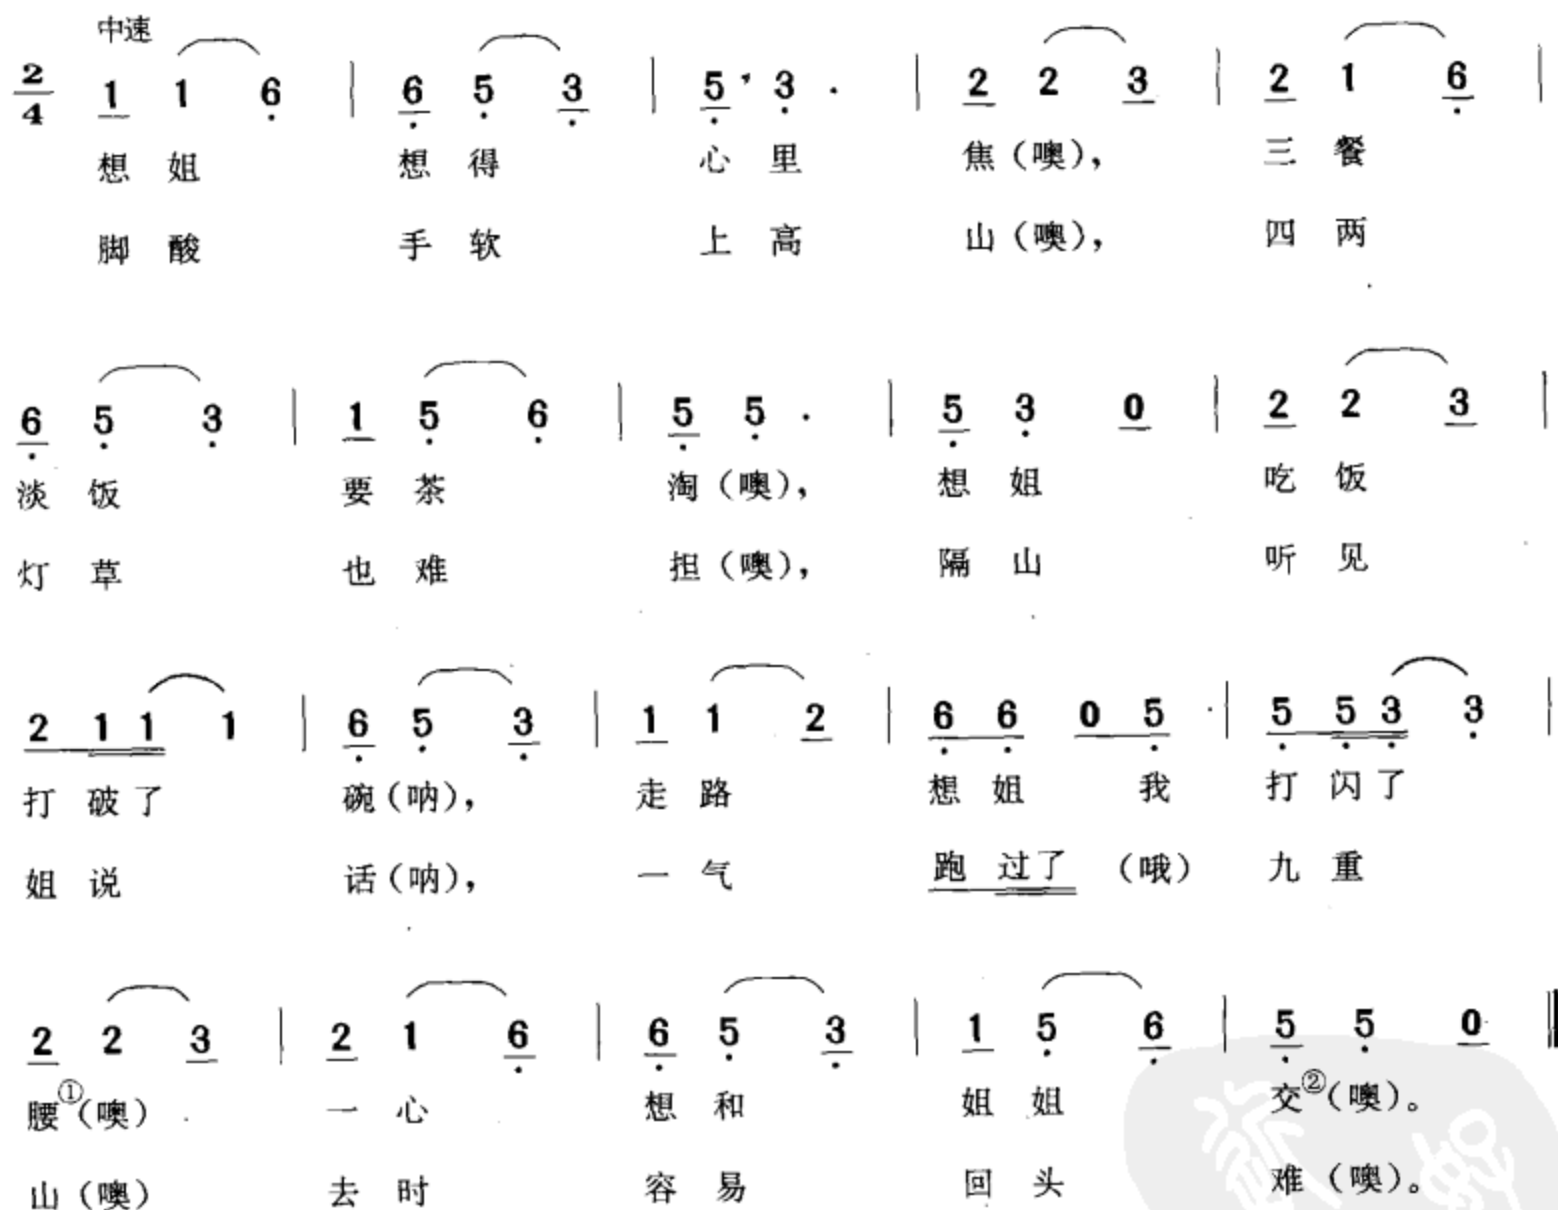 中速
2/4 1 1 6 | 6 5 3 | 5 ' 3 · | 2 2 3 | 2 1 6 |
想 姐 想 得 心 里 焦（噢）， 三 餐
脚 酸 手 软 上 高 山（噢）， 四 两
6 5 3 | 1 5 6 | 5 5 · | 5 3 0 | 2 2 3 |
淡 饭 要 茶 淘（噢）， 想 姐 吃 饭
灯 草 也 难 担（噢）， 隔 山 听 见
2 1 1 1 | 6 5 3 | 1 1 2 | 6 6 0 5 | 5 5 3 3 |
打 破 了 碗（呐）， 走 路 想 姐 我 打 闪 了
姐 说 话（呐）， 一 气 跑 过了（哦） 九 重
2 2 3 | 2 1 6 | 6 5 3 | 1 5 6 | 5 5 0 ‖
腰①（噢） 一 心 想 和 姐 姐 交②（噢）。
山（噢） 去 时 容 易 回 头 难（噢）。